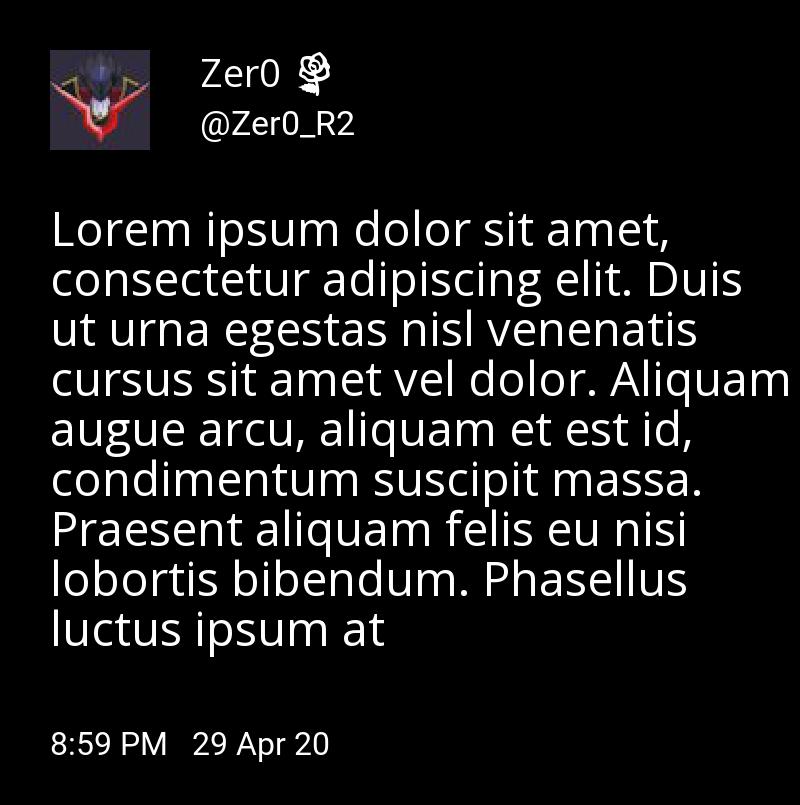 Zer0 🌹
@Zer0_R2
Lorem ipsum dolor sit amet,
consectetur adipiscing elit. Duis
ut urna egestas nisl venenatis
cursus sit amet vel dolor. Aliquam
augue arcu, aliquam et est id,
condimentum suscipit massa.
Praesent aliquam felis eu nisi
lobortis bibendum. Phasellus
luctus ipsum at
8:59 PM 29 Apr 20